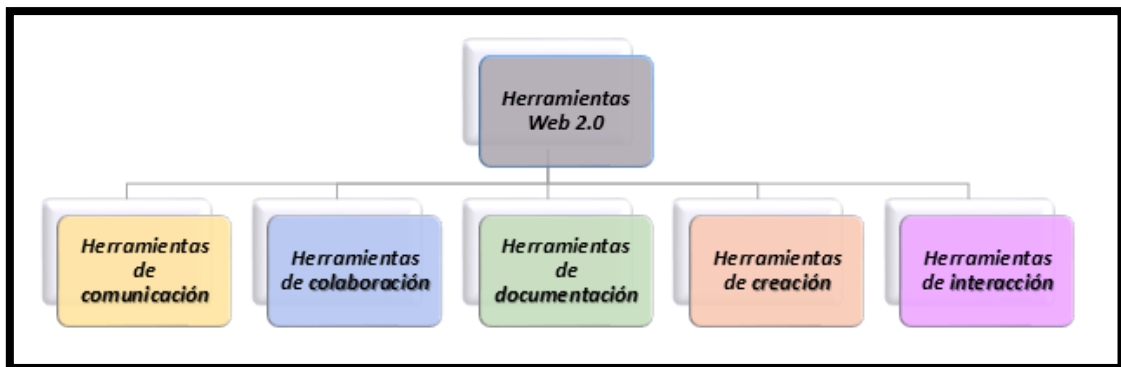 Herramientas
Web 2.0
Herramientas
de
comunicación
Herramientas
de colaboración
Herramientas
de
documentación
Herramientas
de creación
Herramientas
de interacción